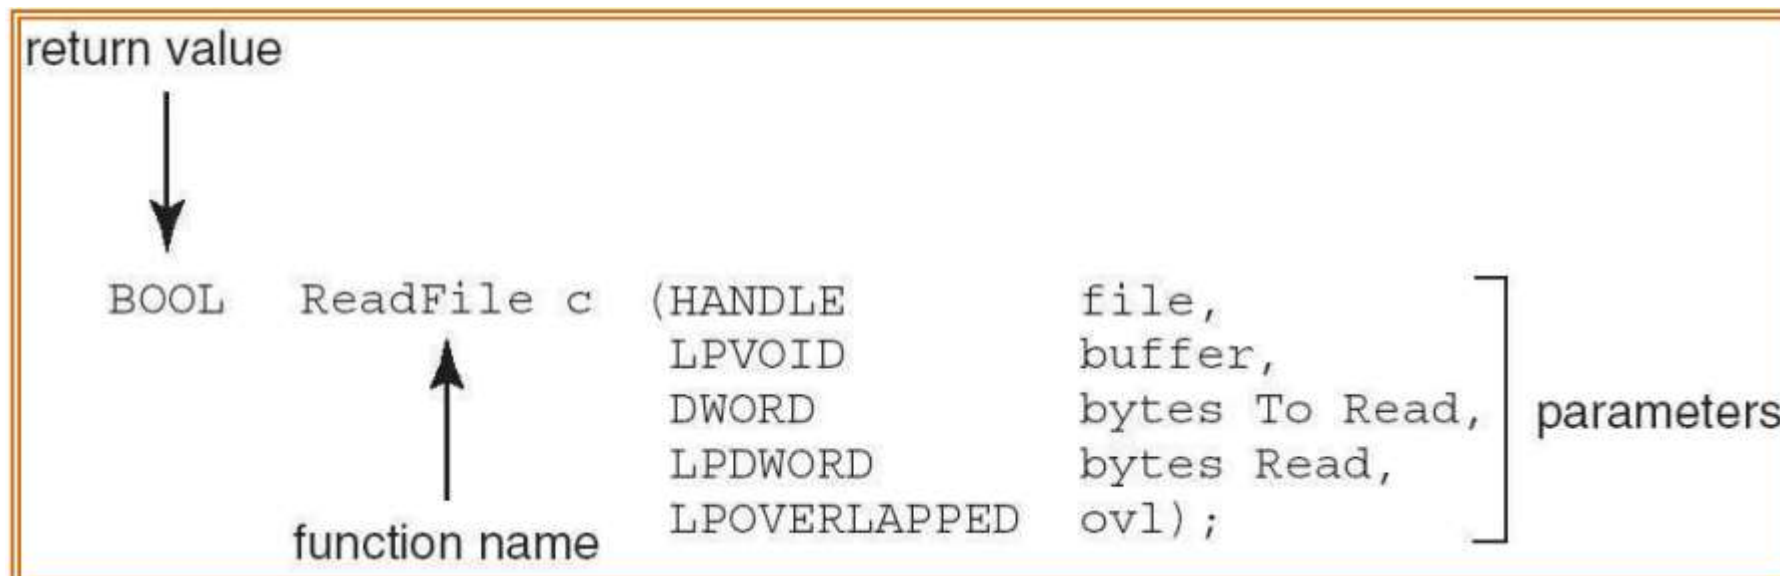 return value
BOOL ReadFile c (HANDLE file,
LPVOID buffer,
DWORD bytes To Read,
parameters
LPDWORD bytes Read,
LPOVERLAPPED ovl);
function name